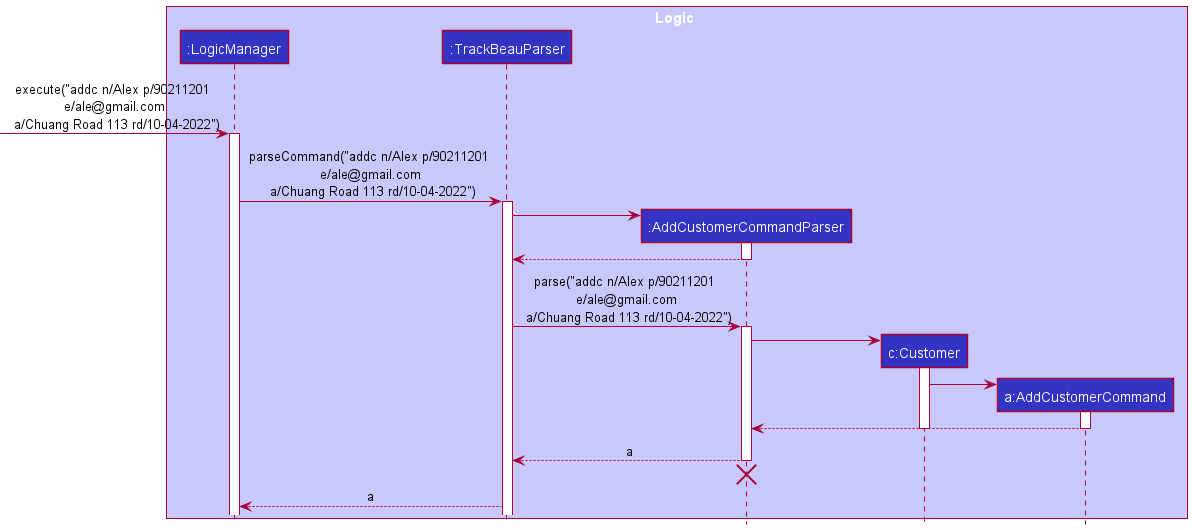 Logic
:LogicManager
:TrackBeauParser
execute("addc n/Alex p/90211201
e/ale@gmail.com
a/Chuang Road 113 rd/10-04-2022")
parseCommand("addc n/Alex p/90211201
e/ale@gmail.com
a/Chuang Road 113 rd/10-04-2022")
:AddCustomerCommandParser
parse("addc n/Alex p/90211201
e/ale@gmail.com
a/Chuang Road 113 rd/10-04-2022")
c:Customer
a:AddCustomerCommand
a
a